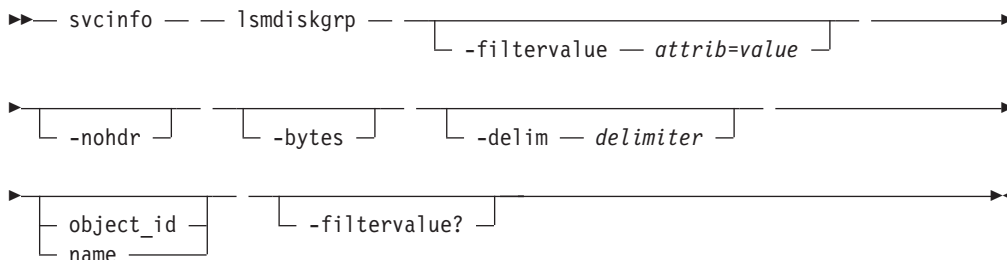 svcinfo lsmdiskgrp
-filtervalue attrib=value
-nohdr -bytes -delim delimiter
object_id -filtervalue?
name